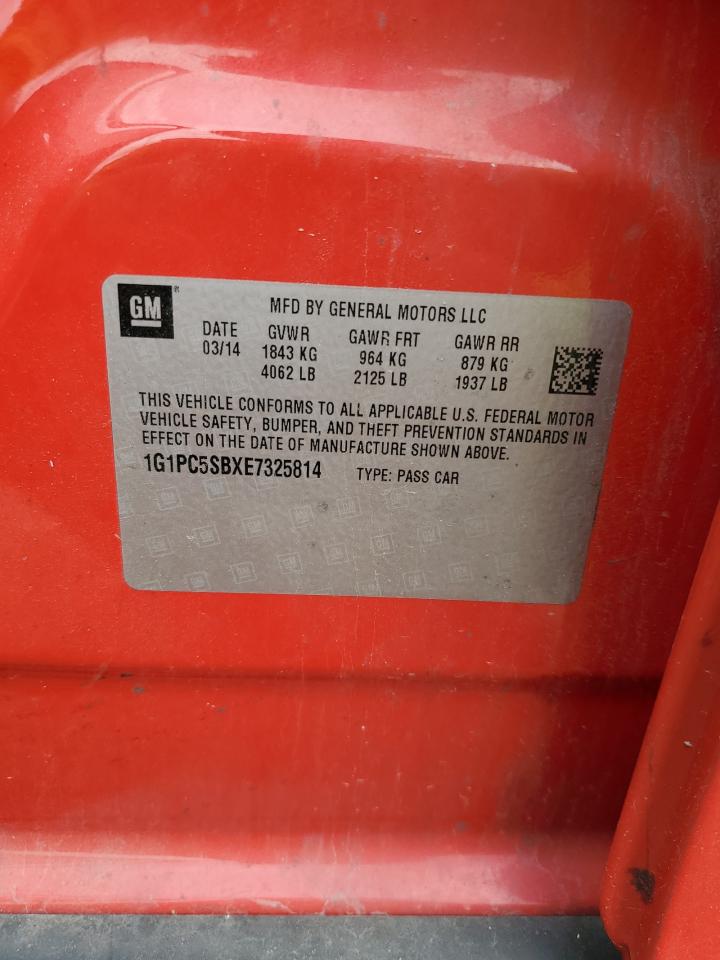 GM
MFD BY GENERAL MOTORS LLC
DATE GVWR GAWR FRT GAWR RR
03/14 1843 KG 964 KG 879 KG
4062 LB 2125 LB 1937 LB
THIS VEHICLE CONFORMS TO ALL APPLICABLE U.S. FEDERAL MOTOR
VEHICLE SAFETY, BUMPER, AND THEFT PREVENTION STANDARDS IN
EFFECT ON THE DATE OF MANUFACTURE SHOWN ABOVE.
1G1PC5SBXE7325814 TYPE: PASS CAR